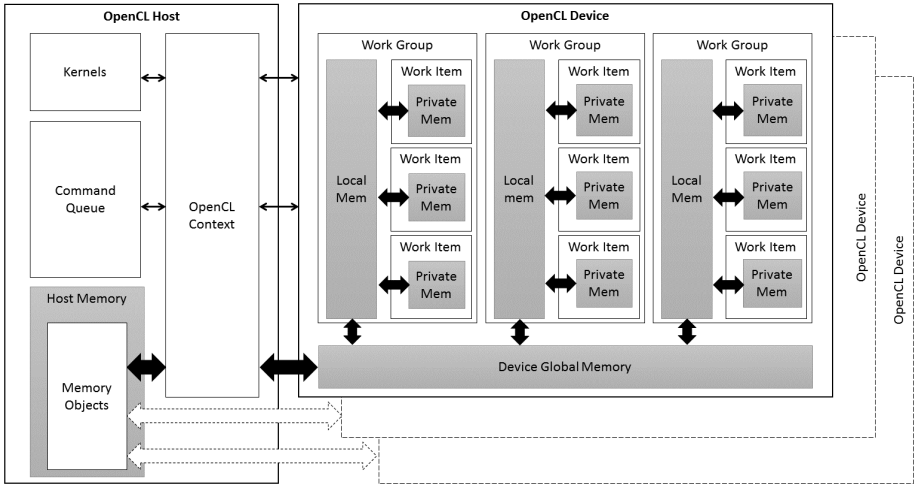 OpenCL Host
Kernels
Command
Queue
OpenCL
Context
Host Memory
Memory
Objects
OpenCL Device
Work Group
Local
Mem
Work Item
Private
Mem
Work Item
Private
Mem
Work Item
Private
Mem
Work Group
Local
mem
Work Item
Private
Mem
Work Item
Private
Mem
Work Item
Private
Mem
Work Group
Local
Mem
Work Item
Private
Mem
Work Item
Private
Mem
Work Item
Private
Mem
Device Global Memory
OpenCL Device
OpenCL Device